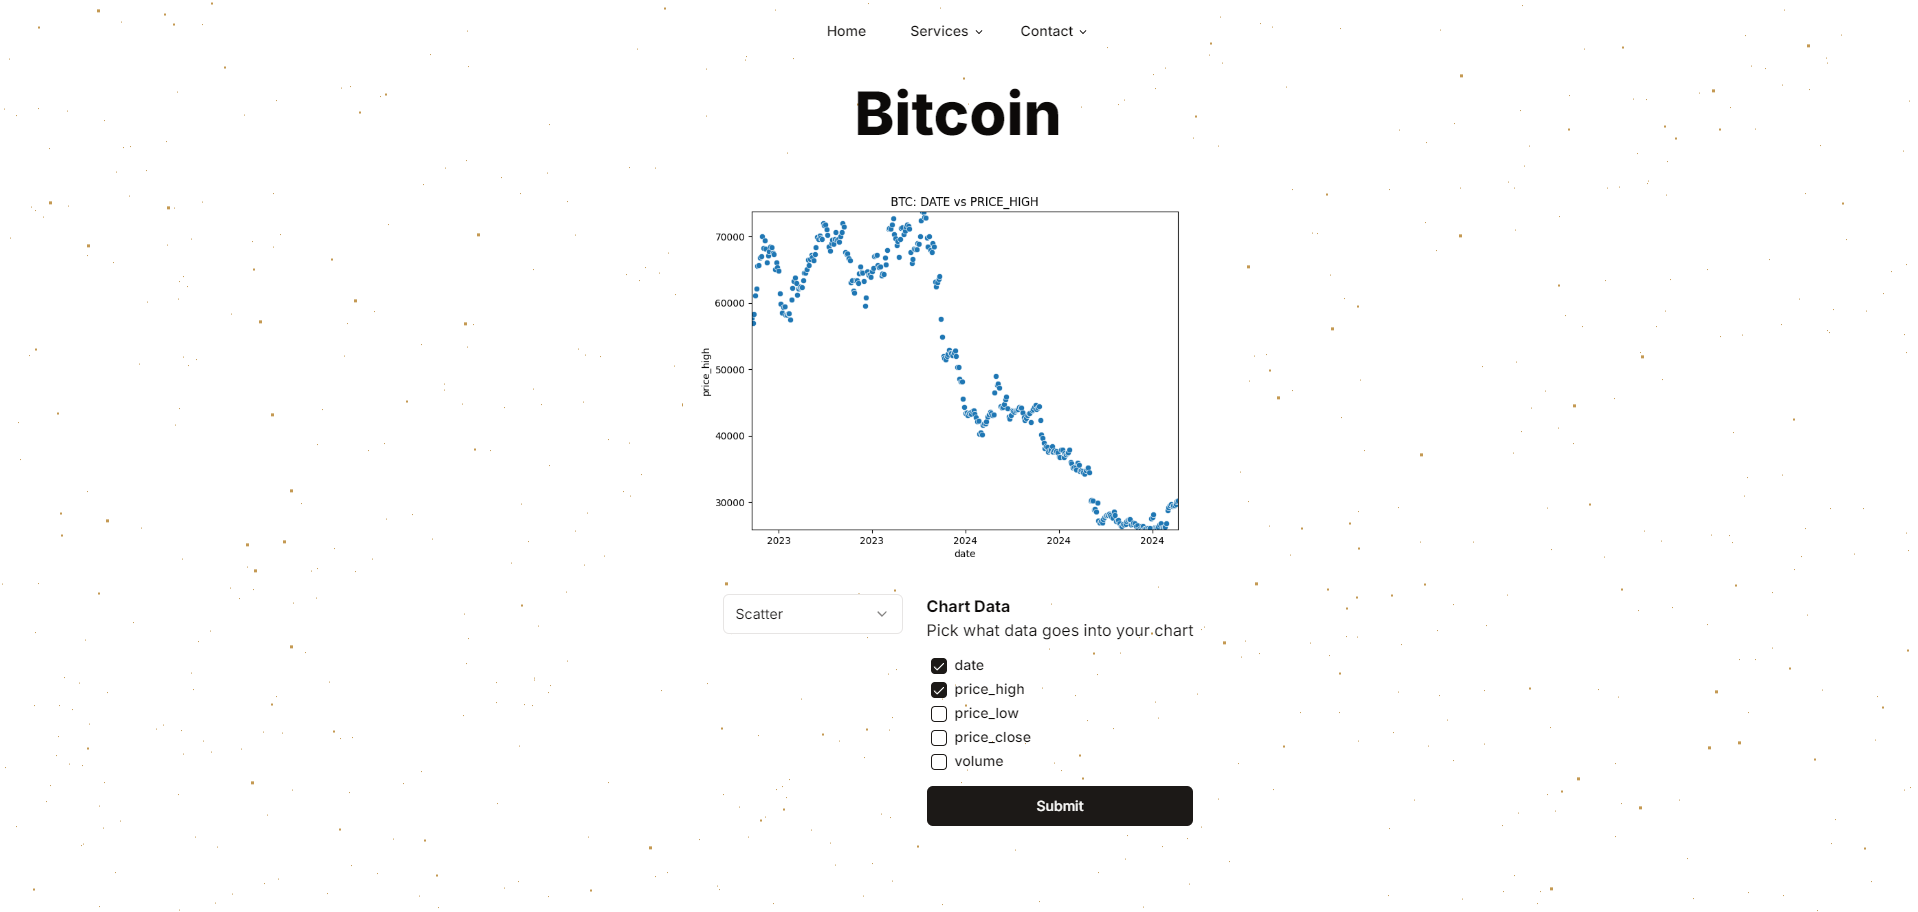 Home Services Contact
Bitcoin
BTC: DATE vs PRICE_HIGH
70000
60000
50000
40000
30000
price_high
2023 2023 2024 2024 2024
date
Scatter
Chart Data
Pick what data goes into your chart
date
price_high
price_low
price_close
volume
Submit